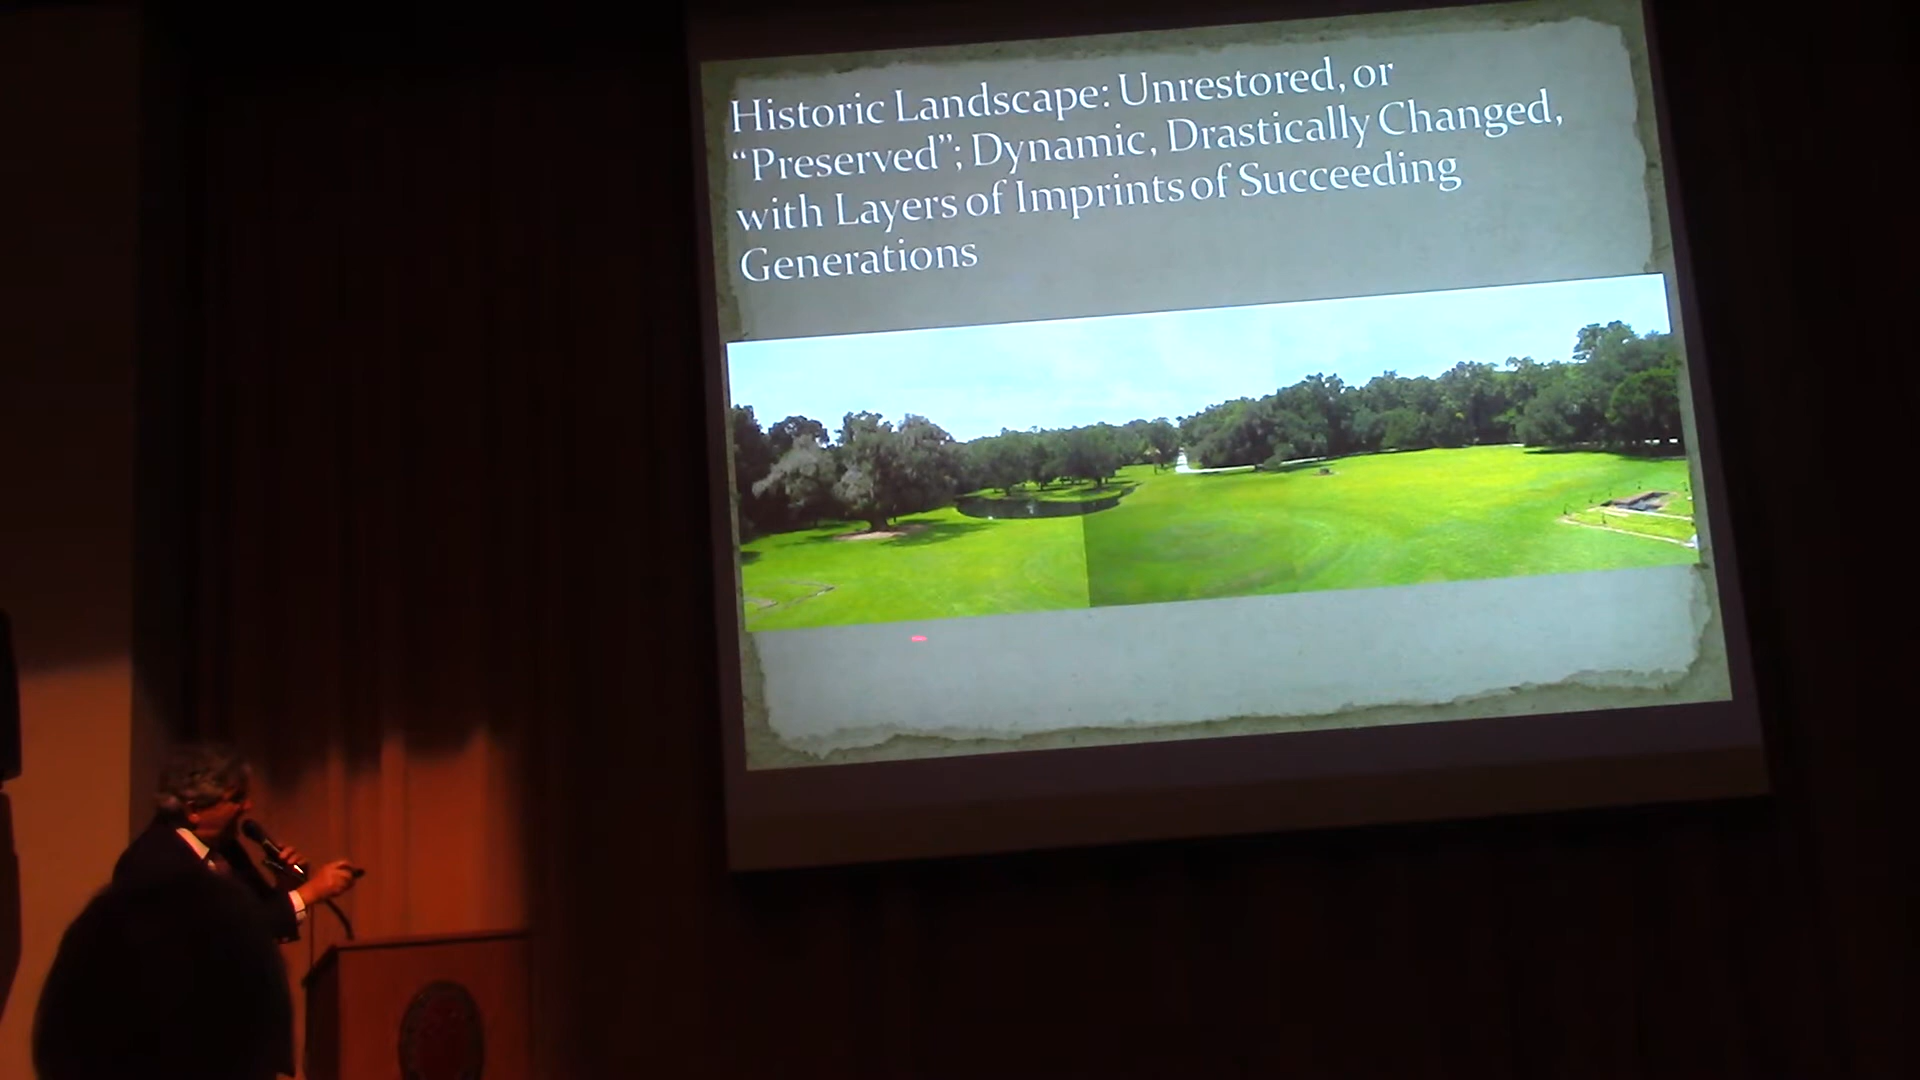 Historic Landscape: Unrestored, or
“Preserved”; Dynamic, Drastically Changed,
with Layers of Imprints of Succeeding
Generations